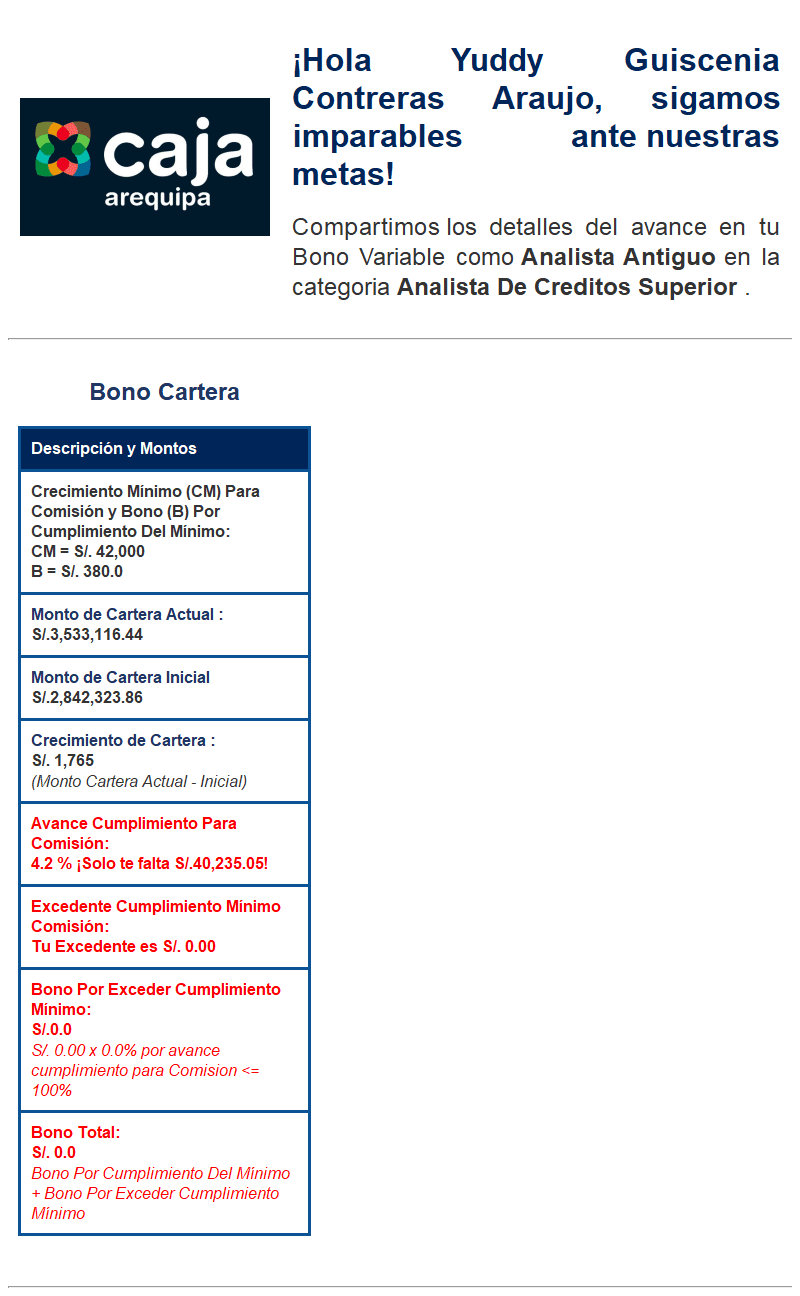 caja
arequipa
¡Hola Yuddy Guiscenia
Contreras Araujo, sigamos
imparables ante nuestras
metas!
Compartimos los detalles del avance en tu
Bono Variable como Analista Antiguo en la
categoria Analista De Creditos Superior .
Bono Cartera
Descripción y Montos
Crecimiento Mínimo (CM) Para
Comisión y Bono (B) Por
Cumplimiento Del Mínimo:
CM = S/. 42,000
B = S/. 380.0
Monto de Cartera Actual :
S/.3,533,116.44
Monto de Cartera Inicial
S/.2,842,323.86
Crecimiento de Cartera :
S/. 1,765
(Monto Cartera Actual - Inicial)
Avance Cumplimiento Para
Comisión:
4.2 % ¡Solo te falta S/.40,235.05!
Excedente Cumplimiento Mínimo
Comisión:
Tu Excedente es S/. 0.00
Bono Por Exceder Cumplimiento
Mínimo:
S/.0.0
S/. 0.00 x 0.0% por avance
cumplimiento para Comision <=
100%
Bono Total:
S/. 0.0
Bono Por Cumplimiento Del Mínimo
+ Bono Por Exceder Cumplimiento
Mínimo